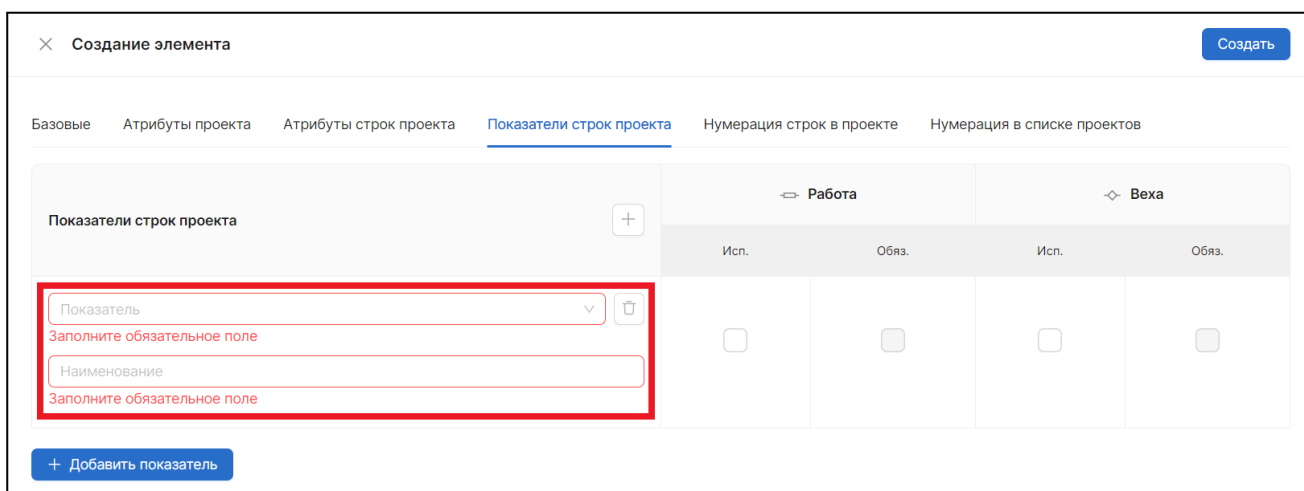 Создание элемента
Создать
Базовые Атрибуты проекта Атрибуты строк проекта Показатели строк проекта Нумерация строк в проекте Нумерация в списке проектов
Показатели строк проекта
Работа Веха
Исп. Обяз. Исп. Обяз.
Показатель
Заполните обязательное поле
Наименование
Заполните обязательное поле
+ Добавить показатель